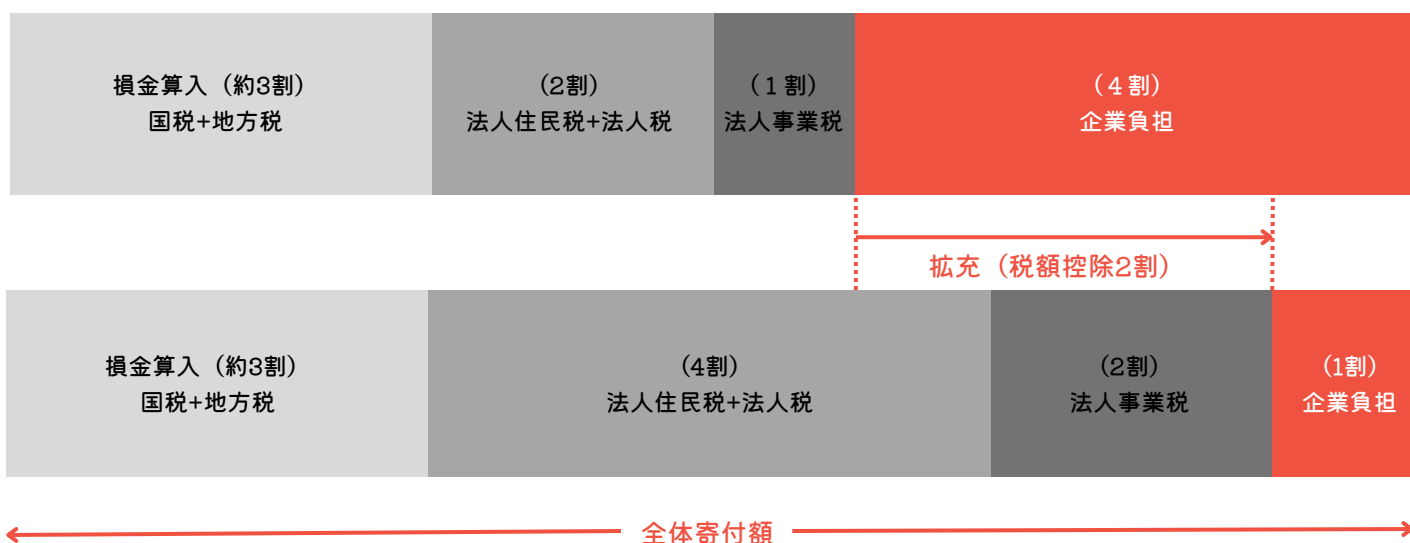 損金算入（約3割）
国税+地方税
（2割）
法人住民税+法人税
（１割）
法人事業税
（４割）
企業負担
拡充（税額控除2割）
損金算入（約3割）
国税+地方税
（4割）
法人住民税+法人税
（2割）
法人事業税
（1割）
企業負担
全体寄付額